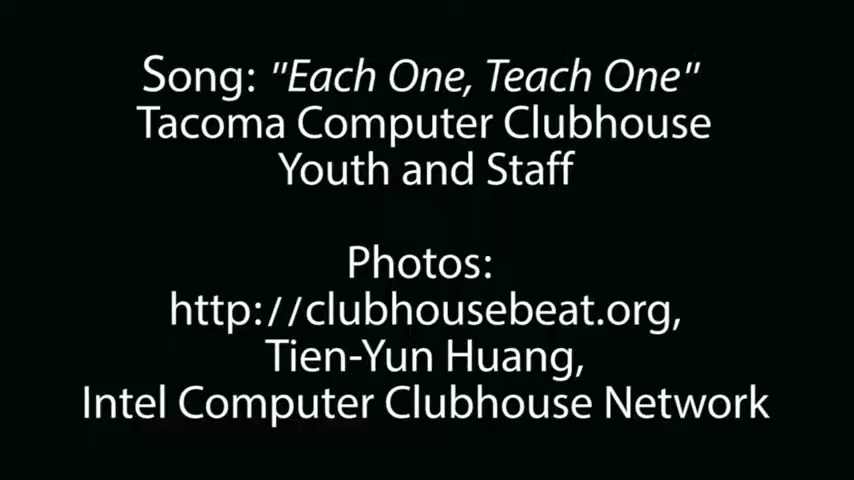 Song: "Each One, Teach One"
Tacoma Computer Clubhouse
Youth and Staff
Photos:
http://clubhousebeat.org,
Tien-Yun Huang,
Intel Computer Clubhouse Network